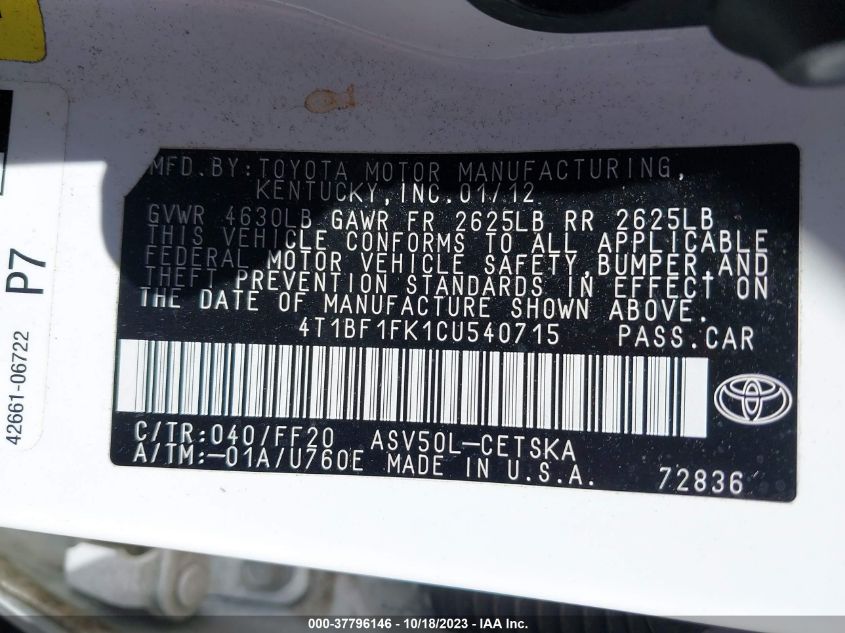 MFD. BY: TOYOTA MOTOR MANUFACTURING,
KENTUCKY, INC. 01/12
GVWR 4630LB GAWR FR 2625LB RR 2625LB
THIS VEHICLE CONFORMS TO ALL APPLICABLE
FEDERAL MOTOR VEHICLE SAFETY, BUMPER, AND
THEFT PREVENTION STANDARDS IN EFFECT ON
THE DATE OF MANUFACTURE SHOWN ABOVE.
4T1BF1FK1CU540715 PASS. CAR
C/TR: 040/FF20 ASV50L-CETSKA
A/TM: -01A/U760E MADE IN U.S.A.
72836
P7
42661-06722
000-37796146 - 10/18/2023 - IAA Inc.